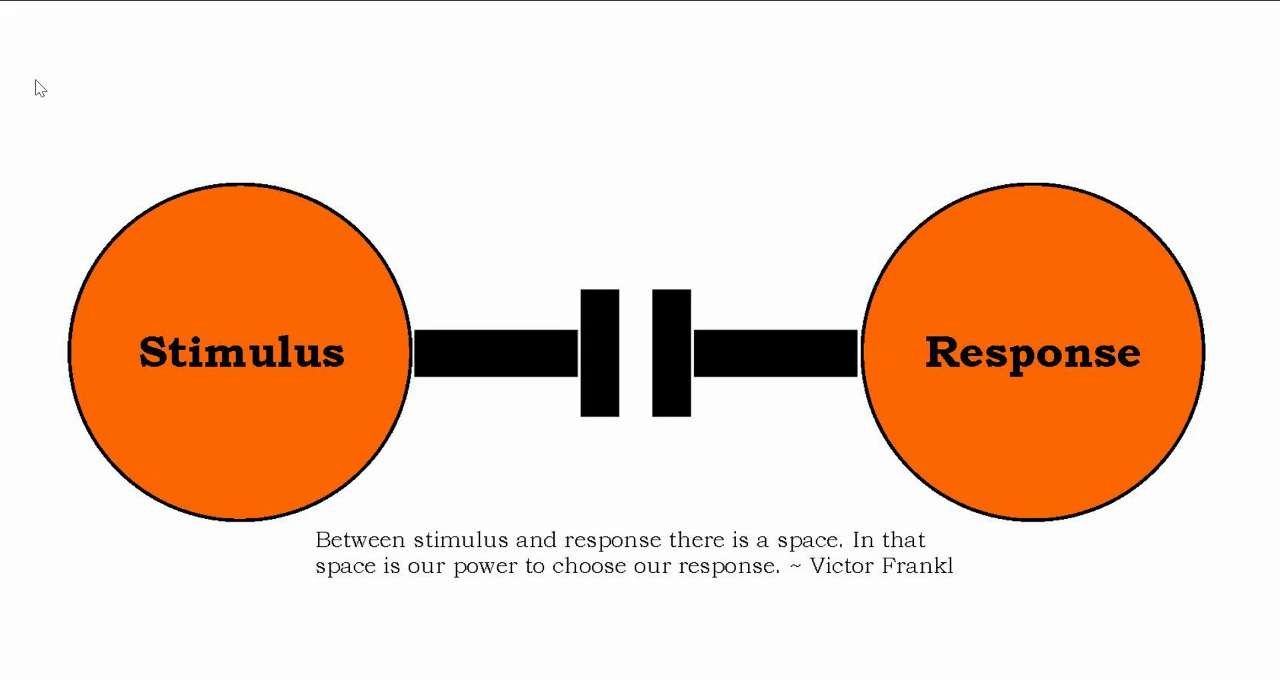 Stimulus
Response
Between stimulus and response there is a space. In that
space is our power to choose our response. ~ Victor Frankl